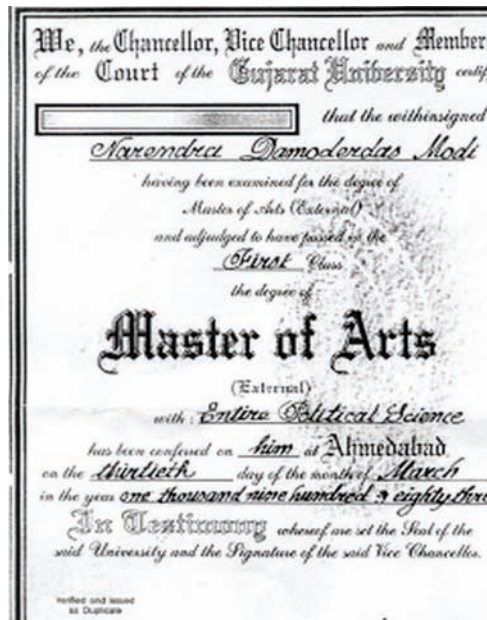 We, the Chancellor, Vice Chancellor and Member
of the Court of the Gujarat University certif
that the withinsigned
Narendra Damoderdas Modi
having been examined for the degree of
Master of Arts (External)
and adjudged to have passed in the
First Class
the degree of
Master of Arts
(External)
with : Entire Political Science
has been conferred on him at Ahmedabad
on the thirtieth day of the month of March
in the year one thousand nine hundred & eighty thre
In Testimony whereof are set the Seal of the
said University and the Signature of the said Vice Chancellor.
Verified and issued
as Duplicate